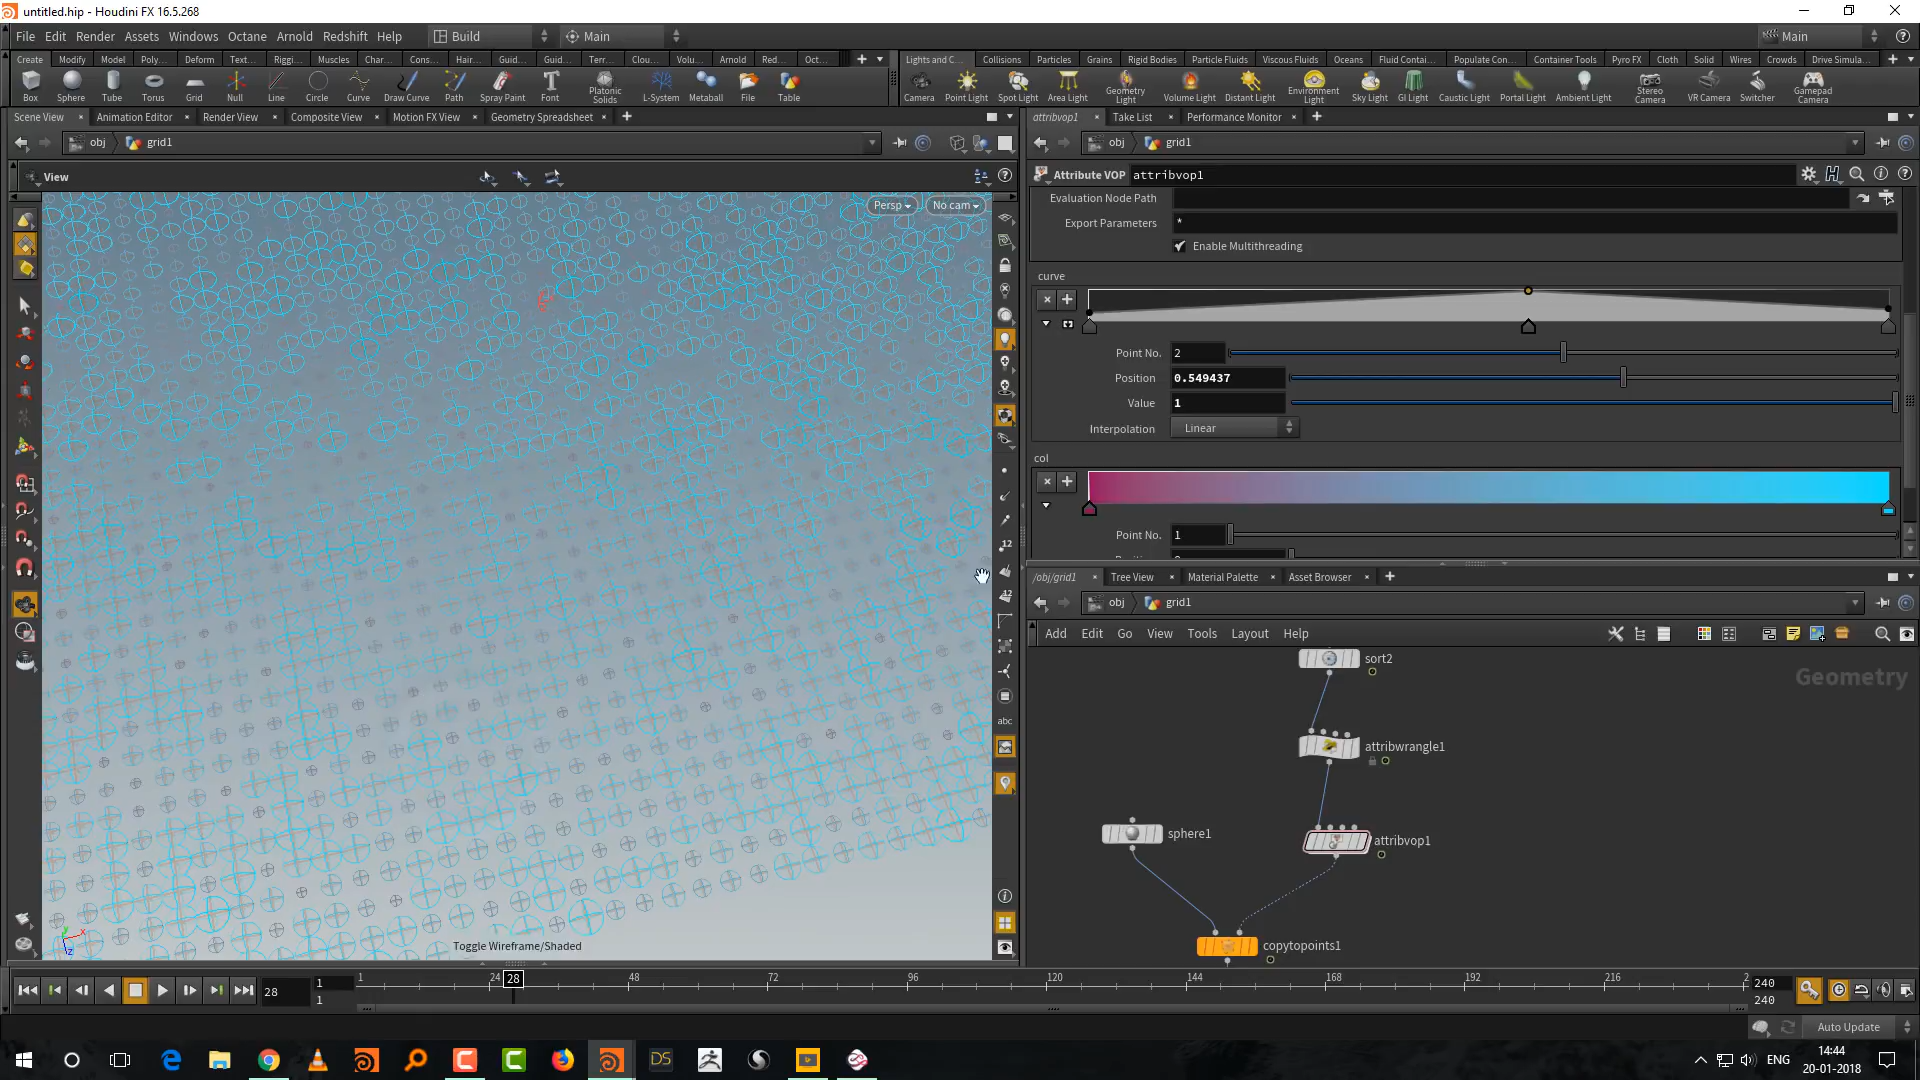 untitled.hip - Houdini FX 16.5.268
File Edit Render Assets Windows Octane Arnold Redshift Help Build Main Main
Create Modify Model Poly... Deform Text... Riggi... Muscles Char... Cons... Hair... Guid... Guid... Terr... Clou... Volu... Arnold Red... Oct...
Lights and C... Collisions Particles Grains Rigid Bodies Particle Fluids Viscous Fluids Oceans Fluid Contai... Populate Con... Container Tools Pyro FX Cloth Solid Wires Crowds Drive Simula...
Box Sphere Tube Torus Grid Null Line Circle Curve Draw Curve Path Spray Paint Font Platonic Solids L-System Metaball File Table
Camera Point Light Spot Light Area Light Geometry Light Volume Light Distant Light Environment Light Sky Light GI Light Caustic Light Portal Light Ambient Light Stereo Camera VR Camera Switcher Gamepad Camera
Scene View Animation Editor Render View Composite View Motion FX View Geometry Spreadsheet
attribvop1 Take List Performance Monitor
obj grid1
obj grid1
View
Attribute VOP attribvop1
Persp No cam
Evaluation Node Path
Export Parameters *
Enable Multithreading
curve
Point No. 2
Position 0.549437
Value 1
Interpolation Linear
col
Point No. 1
/obj/grid1 Tree View Material Palette Asset Browser
obj grid1
Add Edit Go View Tools Layout Help
Geometry
sort2
attribwrangle1
sphere1
attribvop1
copytopoints1
12
12
abc
y x z
Toggle Wireframe/Shaded
28 1 1
1 24 28 48 72 96 120 144 168 192 216 2
240
240
Auto Update
DS
ENG
14:44
20-01-2018